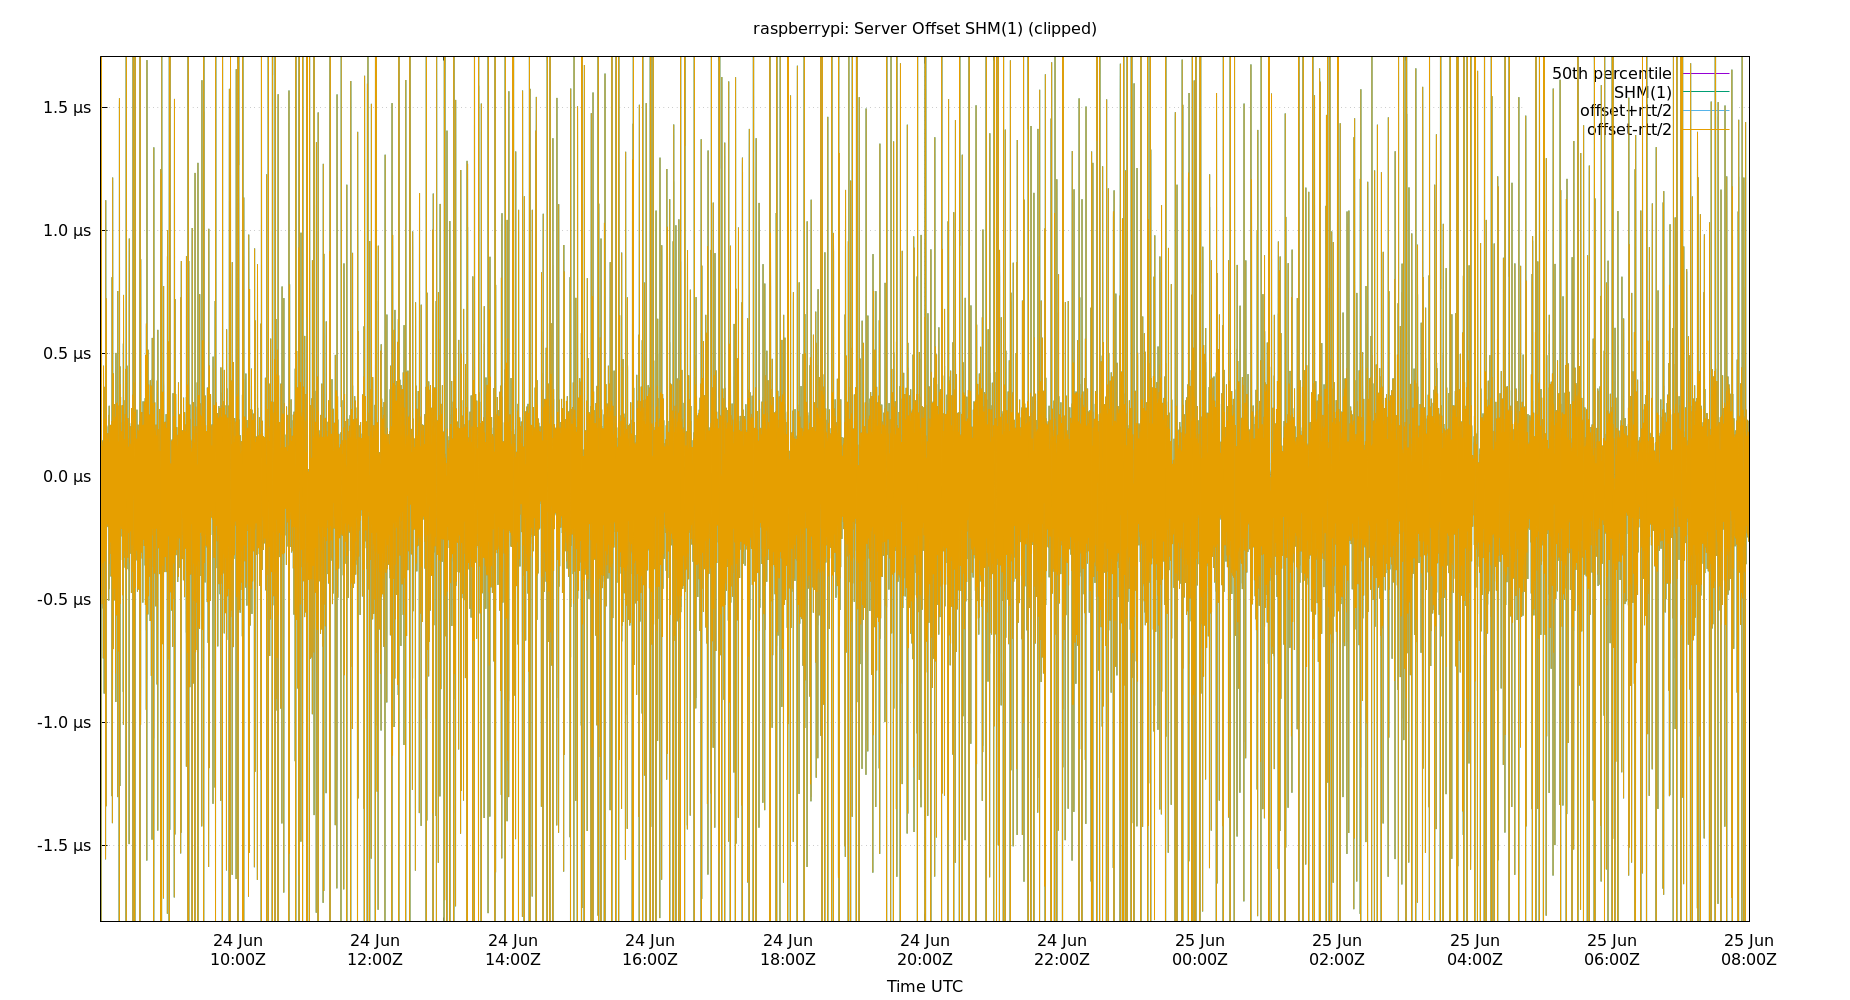 raspberrypi: Server Offset SHM(1) (clipped)
50th percentile
SHM(1)
offset+rtt/2
offset-rtt/2
1.5 µs
1.0 µs
0.5 µs
0.0 µs
-0.5 µs
-1.0 µs
-1.5 µs
24 Jun 24 Jun 24 Jun 24 Jun 24 Jun 24 Jun 24 Jun 25 Jun 25 Jun 25 Jun 25 Jun 25 Jun
10:00Z 12:00Z 14:00Z 16:00Z 18:00Z 20:00Z 22:00Z 00:00Z 02:00Z 04:00Z 06:00Z 08:00Z
Time UTC